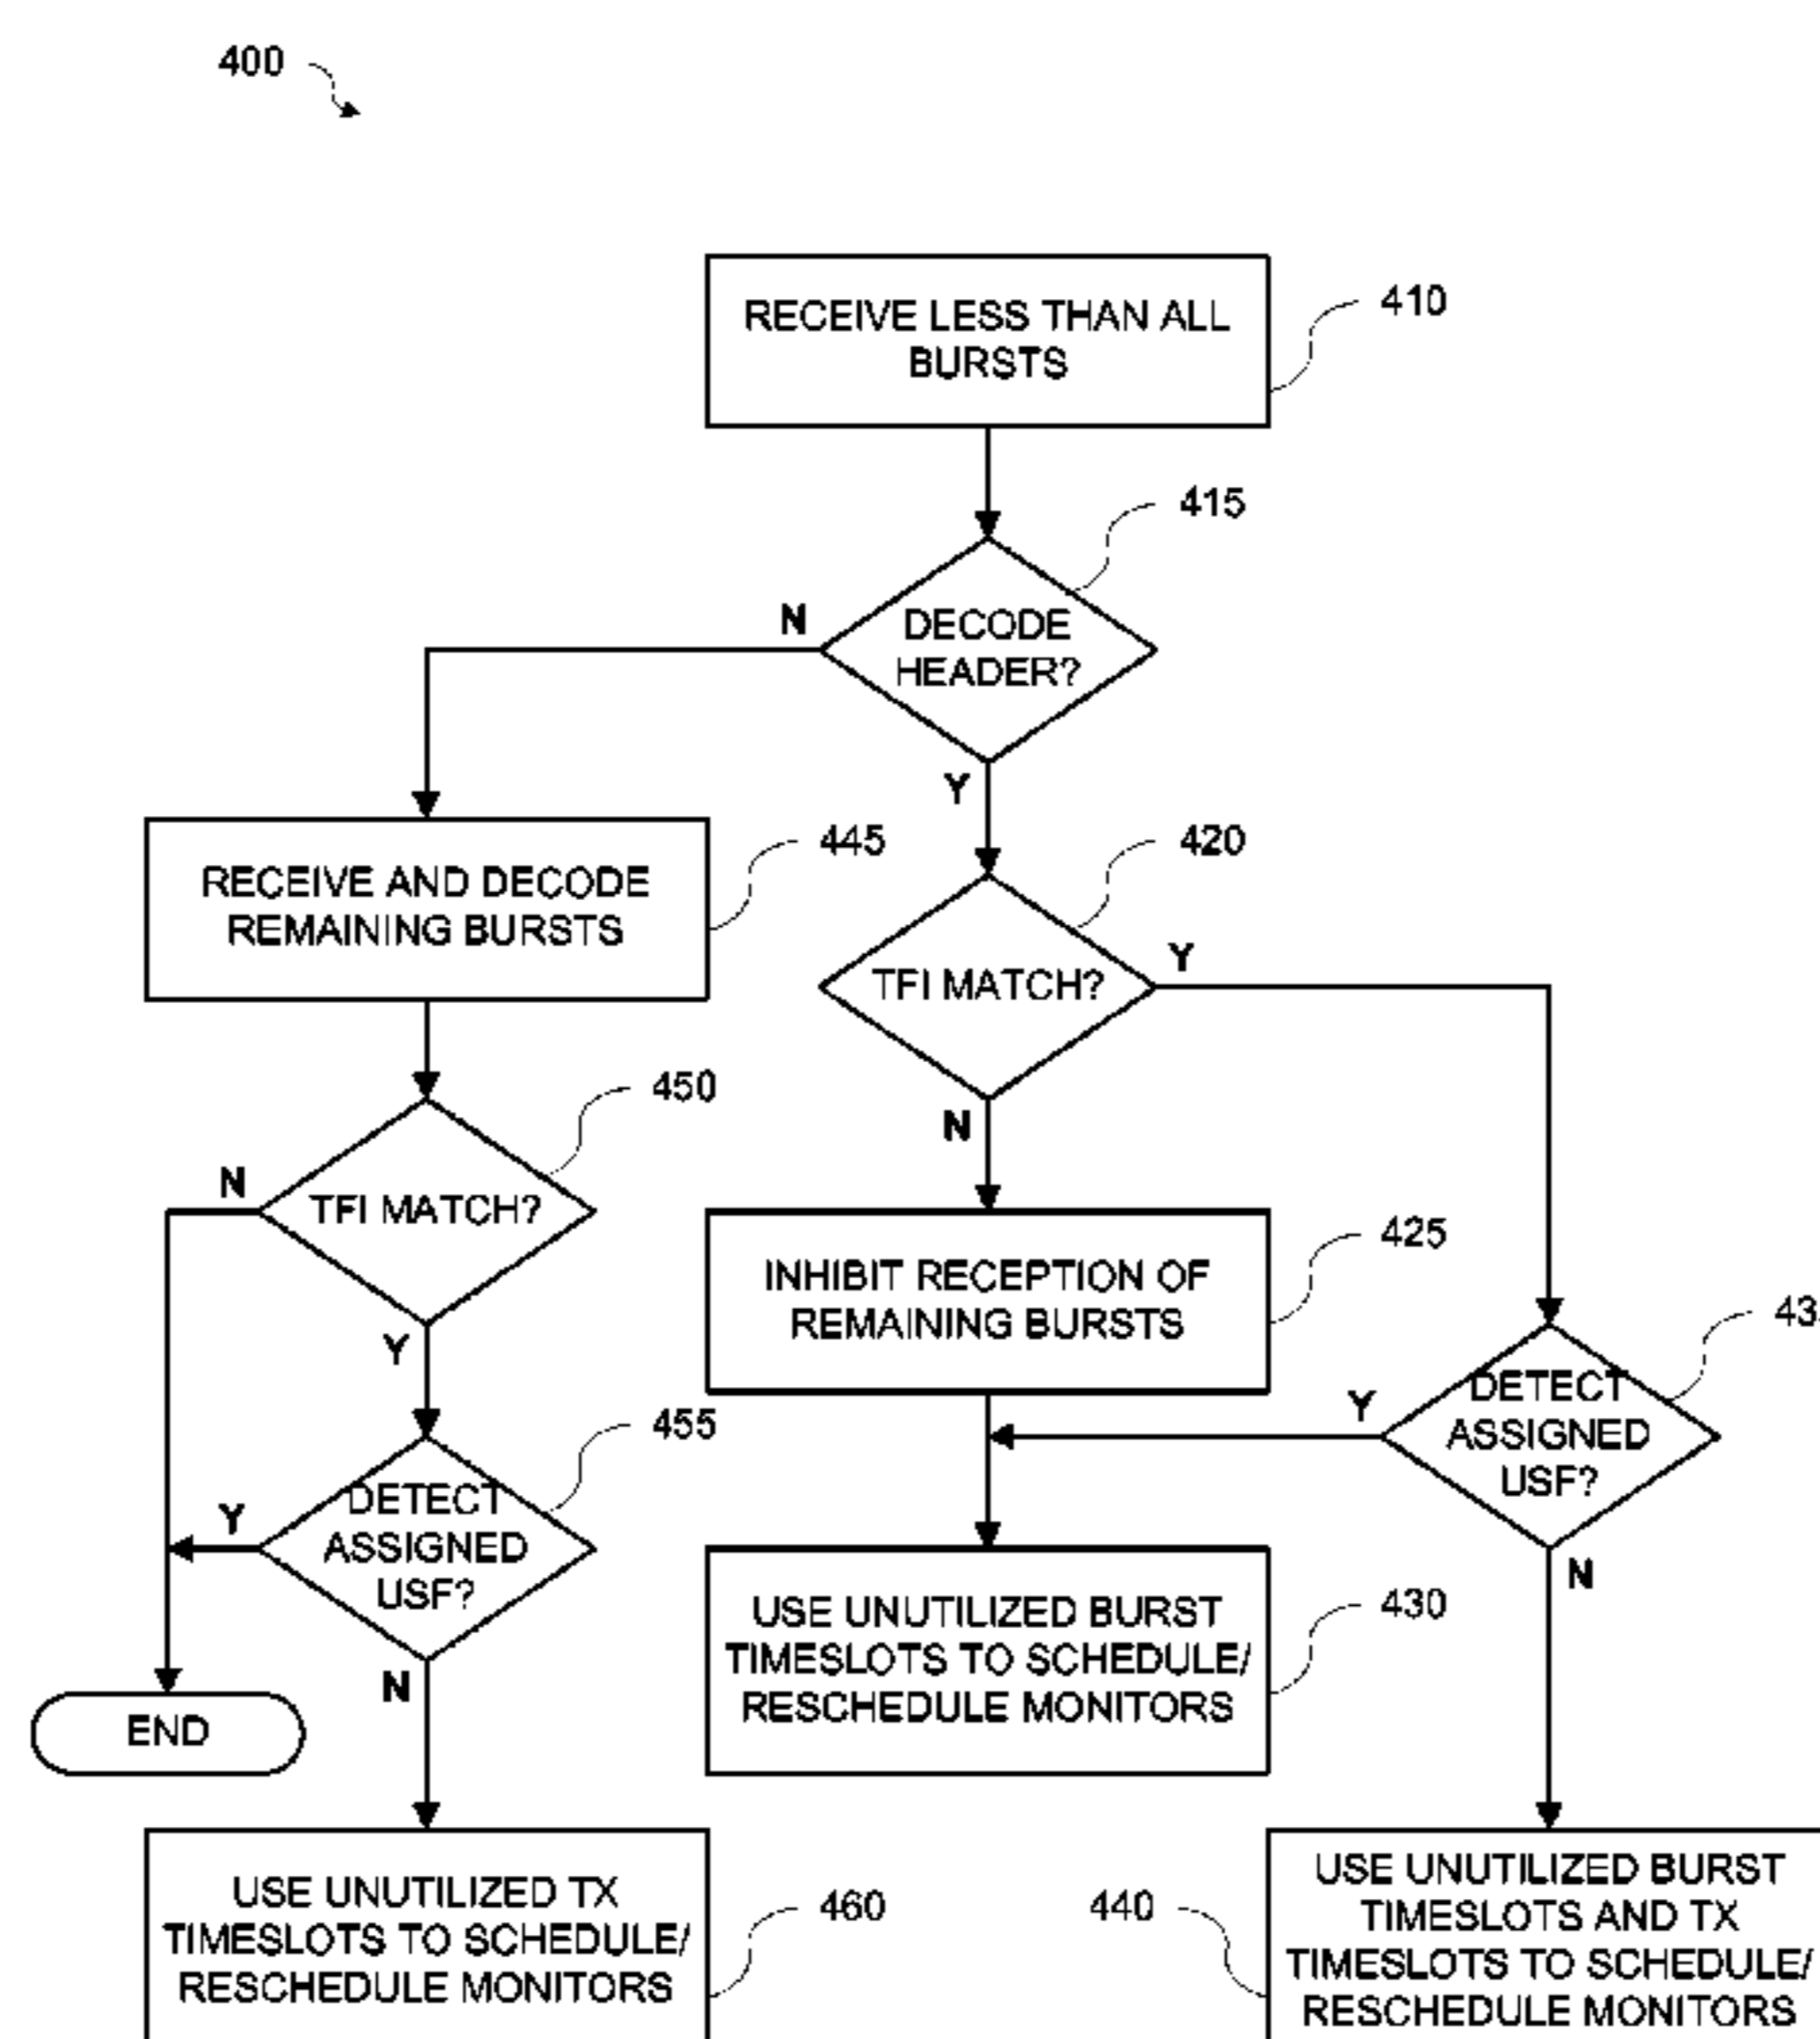 400
RECEIVE LESS THAN ALL
BURSTS
410
415
DECODE
HEADER?
N
Y
RECEIVE AND DECODE
REMAINING BURSTS
445
420
TFI MATCH?
Y
N
450
TFI MATCH?
N
Y
INHIBIT RECEPTION OF
REMAINING BURSTS
425
DETECT
ASSIGNED
USF?
Y
N
455
DETECT
ASSIGNED
USF?
Y
N
END
USE UNUTILIZED BURST
TIMESLOTS TO SCHEDULE/
RESCHEDULE MONITORS
430
USE UNUTILIZED TX
TIMESLOTS TO SCHEDULE/
RESCHEDULE MONITORS
460
440
USE UNUTILIZED BURST
TIMESLOTS AND TX
TIMESLOTS TO SCHEDULE/
RESCHEDULE MONITORS